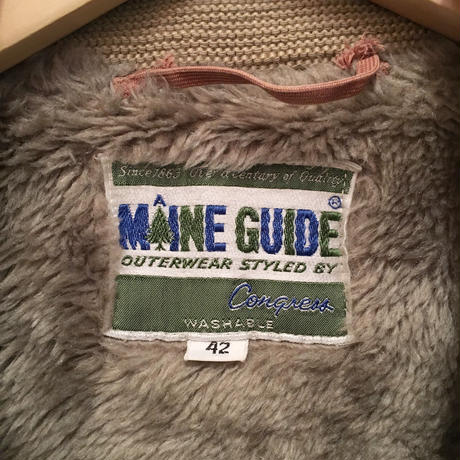 Since 1863 Over a Century of Quality
MAINE GUIDE®
OUTERWEAR STYLED BY
Congress
WASHABLE
42